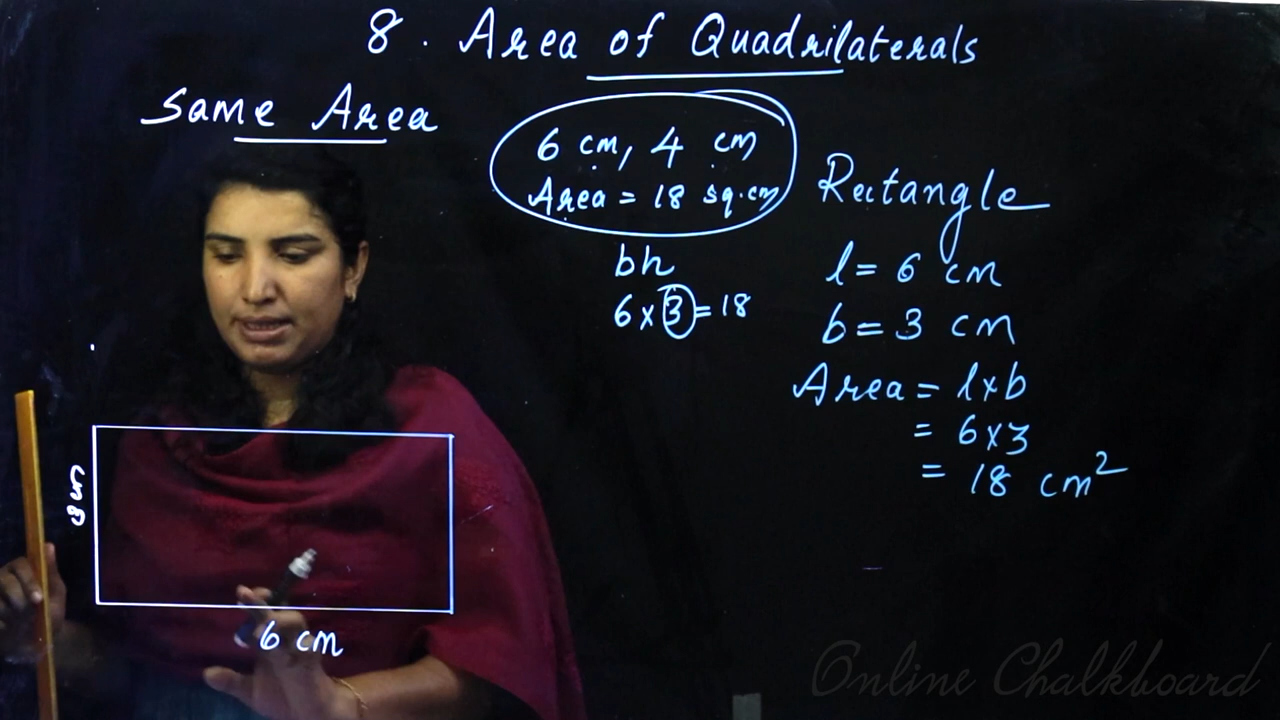 8. Area of Quadrilaterals
Same Area
6 cm, 4 cm
Area = 18 sq.cm
bh
6 x 3 = 18
Rectangle
l = 6 cm
b = 3 cm
Area = l x b
= 6 x 3
= 18 cm²
3 cm
6 cm
Online Chalkboard